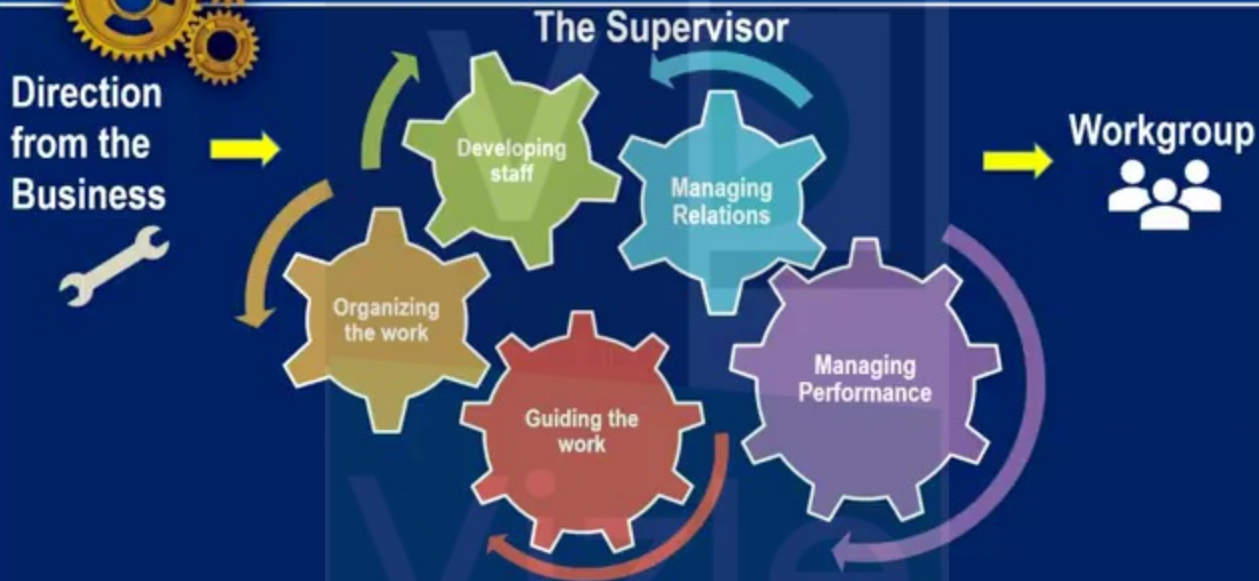 The Supervisor
Direction
from the
Business
Developing
staff
Managing
Relations
Workgroup
Organizing
the work
Guiding the
work
Managing
Performance